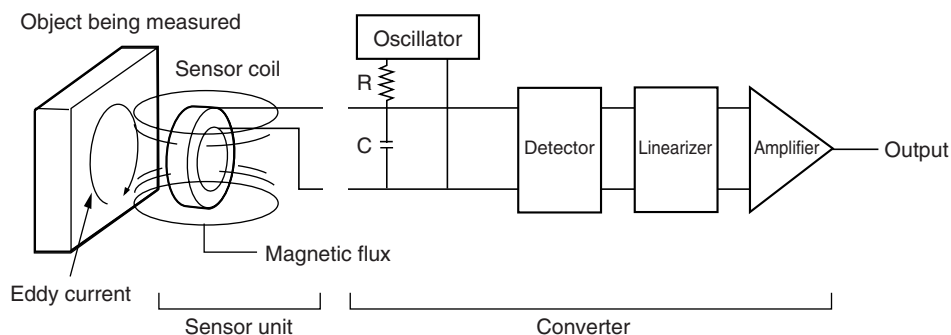 Object being measured
Oscillator
Sensor coil
R
C
Detector
Linearizer
Amplifier
Output
Magnetic flux
Eddy current
Sensor unit
Converter